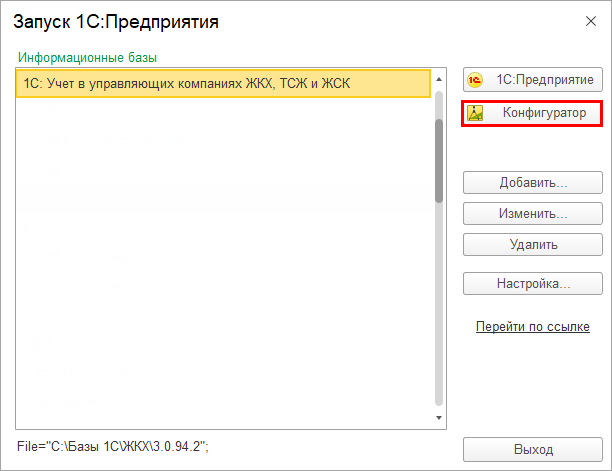 Запуск 1С:Предприятия
Информационные базы
1С: Учет в управляющих компаниях ЖКХ, ТСЖ и ЖСК
1С:Предприятие
Конфигуратор
Добавить...
Изменить...
Удалить
Настройка...
Перейти по ссылке
File="C:\Базы 1С\ЖКХ\3.0.94.2";
Выход